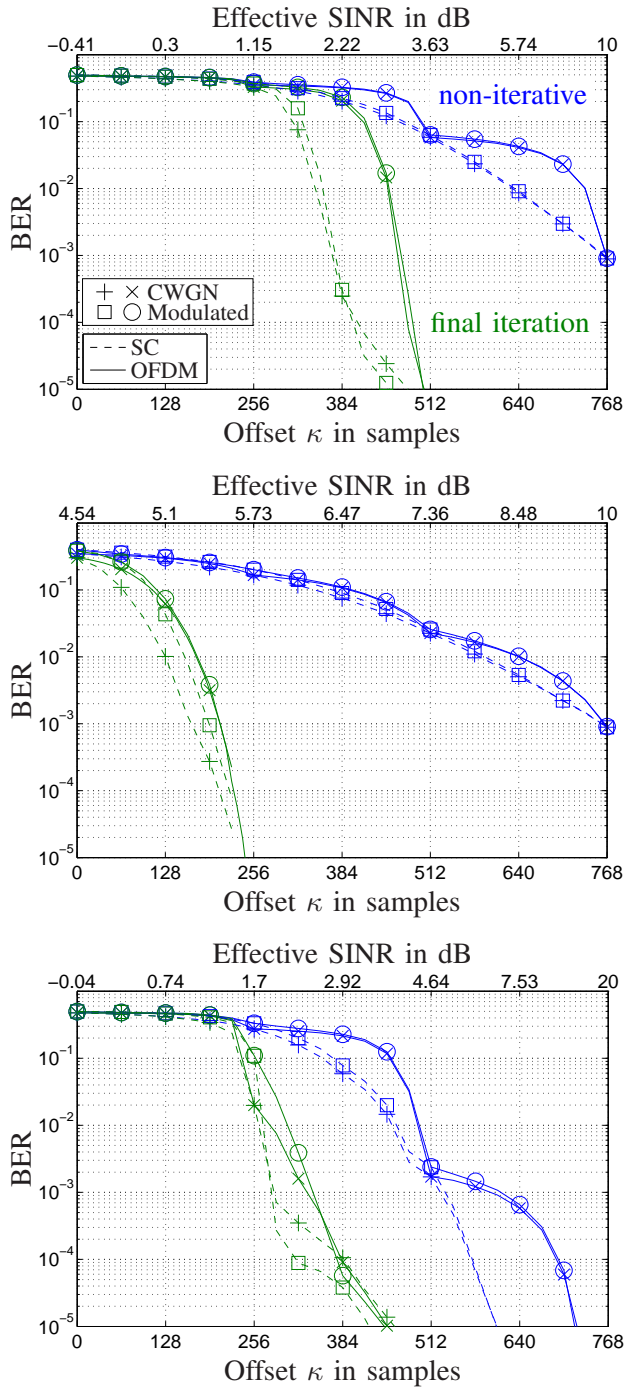 Effective SINR in dB
−0.41 0.3 1.15 2.22 3.63 5.74 10
non-iterative
10−1
10−2
BER
10−3
+ × CWGN
□ ○ Modulated
final iteration
10−4
SC
OFDM
10−5
0 128 256 384 512 640 768
Offset κ in samples
Effective SINR in dB
4.54 5.1 5.73 6.47 7.36 8.48 10
10−1
10−2
BER
10−3
10−4
10−5
0 128 256 384 512 640 768
Offset κ in samples
Effective SINR in dB
−0.04 0.74 1.7 2.92 4.64 7.53 20
10−1
10−2
BER
10−3
10−4
10−5
0 128 256 384 512 640 768
Offset κ in samples